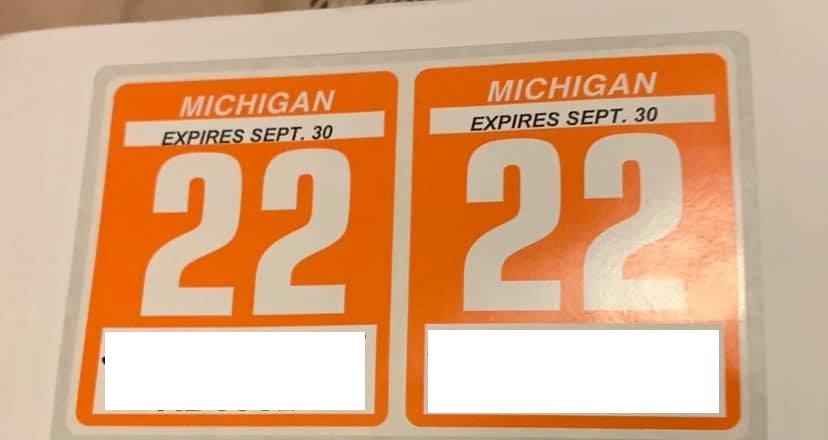 MICHIGAN
EXPIRES SEPT. 30
22
MICHIGAN
EXPIRES SEPT. 30
22